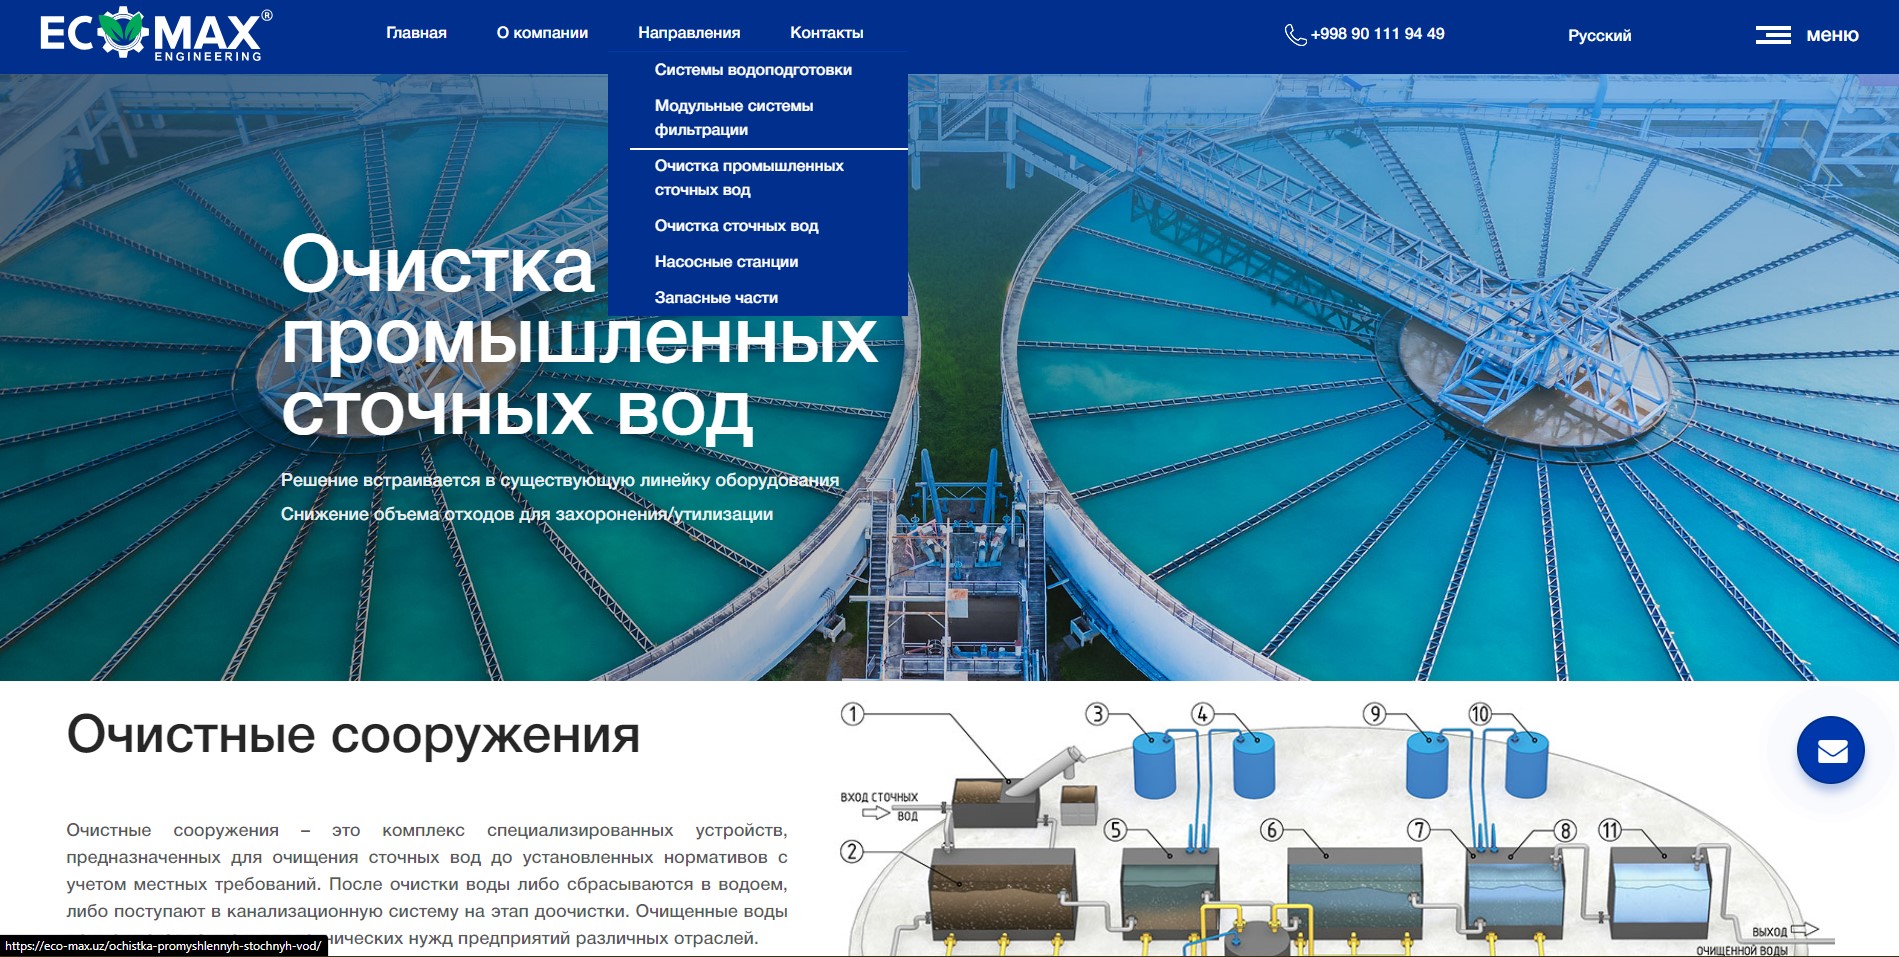 ECOMAX®
ENGINEERING
Главная
О компании
Направления
Контакты
+998 90 111 94 49
Русский
меню
Системы водоподготовки
Модульные системы
фильтрации
Очистка промышленных
сточных вод
Очистка сточных вод
Насосные станции
Запасные части
Очистка
промышленных
сточных вод
Решение встраивается в существующую линейку оборудования
Снижение объема отходов для захоронения/утилизации
Очистные сооружения
Очистные сооружения – это комплекс специализированных устройств,
предназначенных для очищения сточных вод до установленных нормативов с
учетом местных требований. После очистки воды либо сбрасываются в водоем,
либо поступают в канализационную систему на этап доочистки. Очищенные воды
нужд предприятий различных отраслей.
1
3
4
9
10
ВХОД СТОЧНЫХ
ВОД
2
5
6
7
8
11
ВЫХОД
ОЧИЩЕННОЙ ВОДЫ
https://eco-max.uz/ochistka-promyshlennyh-stochnyh-vod/